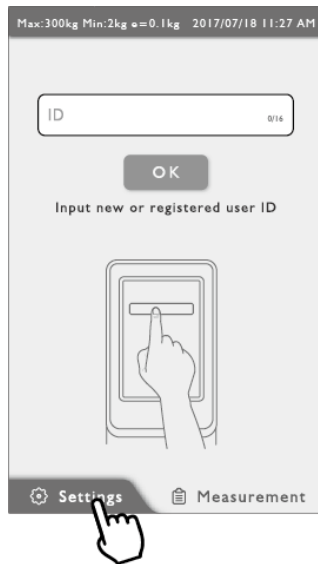 Max:300kg Min:2kg e=0.1kg 2017/07/18 11:27 AM
ID 0/16
OK
Input new or registered user ID
Settings Measurement